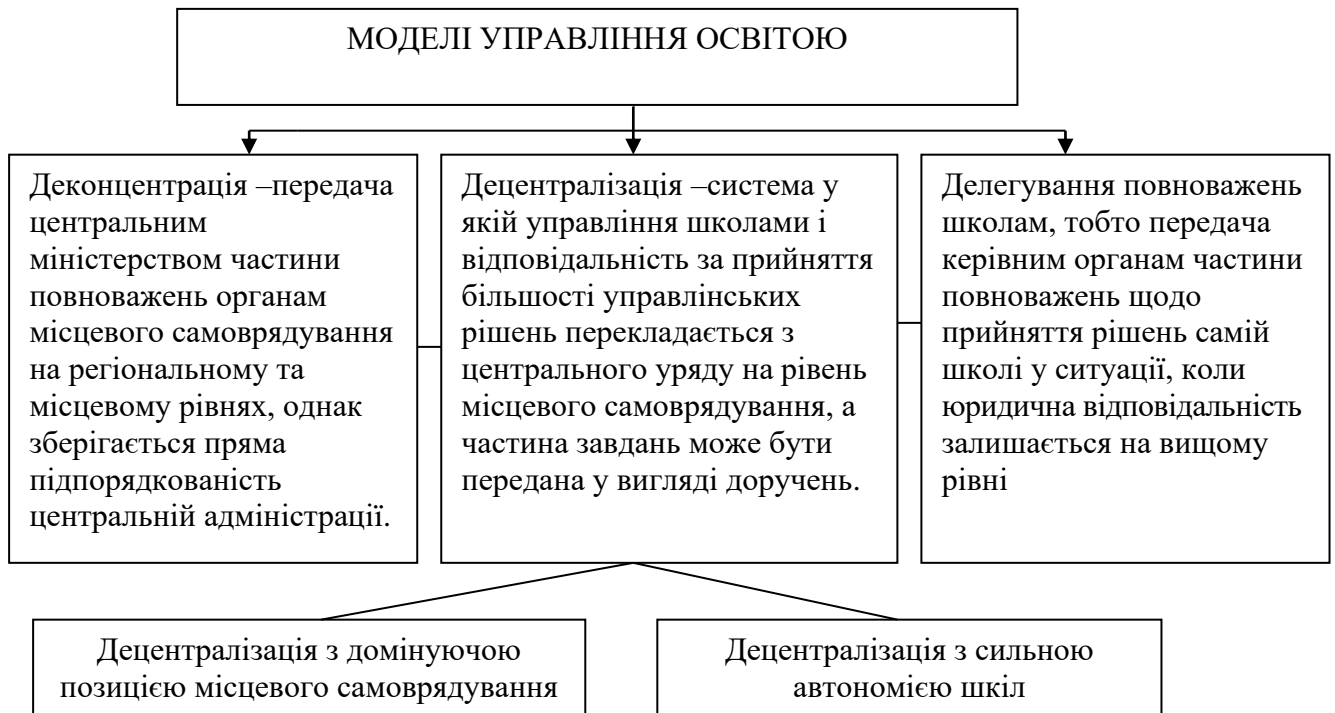 МОДЕЛІ УПРАВЛІННЯ ОСВІТОЮ
Деконцентрація –передача
центральним
міністерством частини
повноважень органам
місцевого самоврядування
на регіональному та
місцевому рівнях, однак
зберігається пряма
підпорядкованість
центральній адміністрації.
Децентралізація –система у
якій управління школами і
відповідальність за прийняття
більшості управлінських
рішень перекладається з
центрального уряду на рівень
місцевого самоврядування, а
частина завдань може бути
передана у вигляді доручень.
Делегування повноважень
школам, тобто передача
керівним органам частини
повноважень щодо
прийняття рішень самій
школі у ситуації, коли
юридична відповідальність
залишається на вищому
рівні
Децентралізація з домінуючою
позицією місцевого самоврядування
Децентралізація з сильною
автономією шкіл